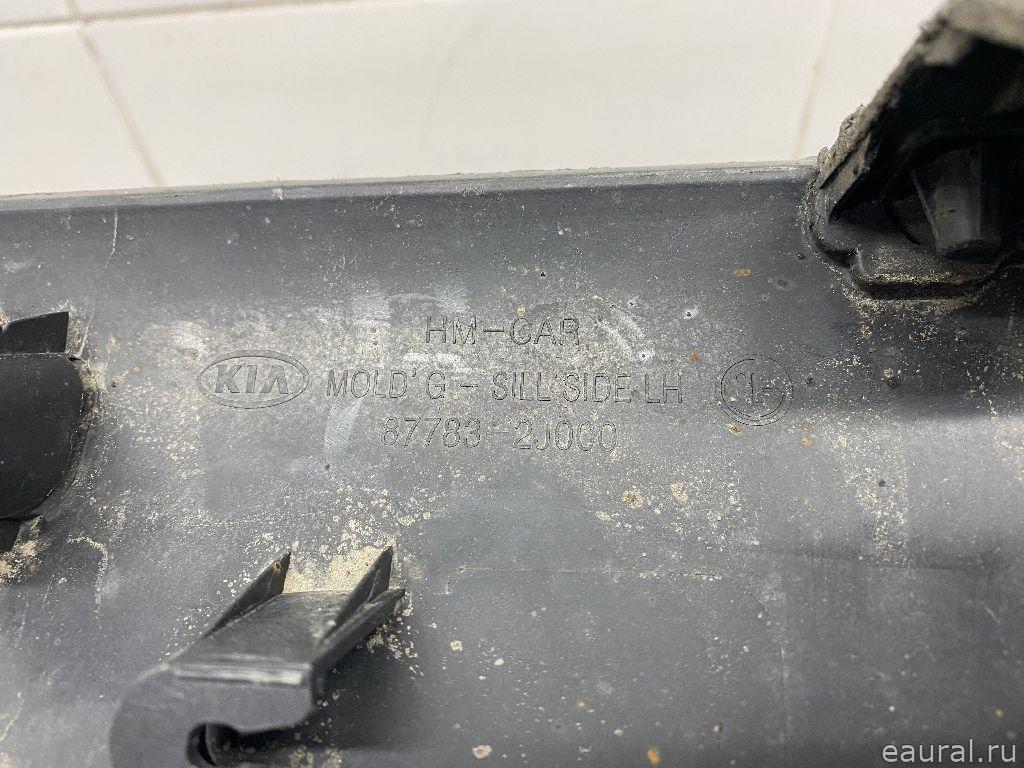 HM-CAR
KIA MOLD'G - SILL SIDE LH
87783-2J000
eaural.ru